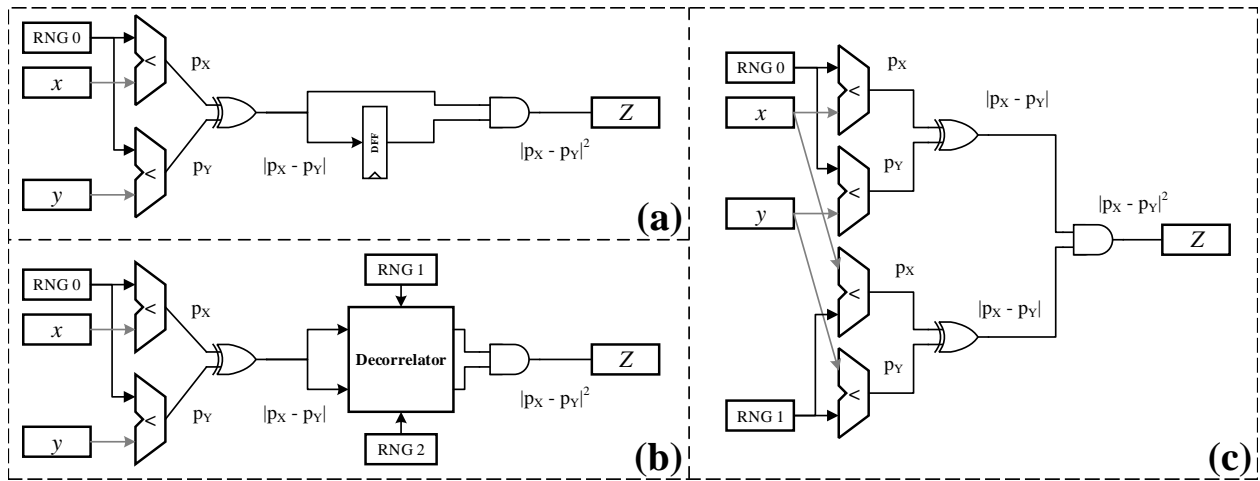 RNG 0
x
y
<
<
p_X
p_Y
|p_X - p_Y|
DFF
|p_X - p_Y|^2
Z
(a)
RNG 0
x
y
<
<
p_X
p_Y
|p_X - p_Y|
RNG 1
Decorrelator
RNG 2
|p_X - p_Y|^2
Z
(b)
RNG 0
x
y
RNG 1
<
<
<
<
p_X
p_Y
p_X
p_Y
|p_X - p_Y|
|p_X - p_Y|
|p_X - p_Y|^2
Z
(c)